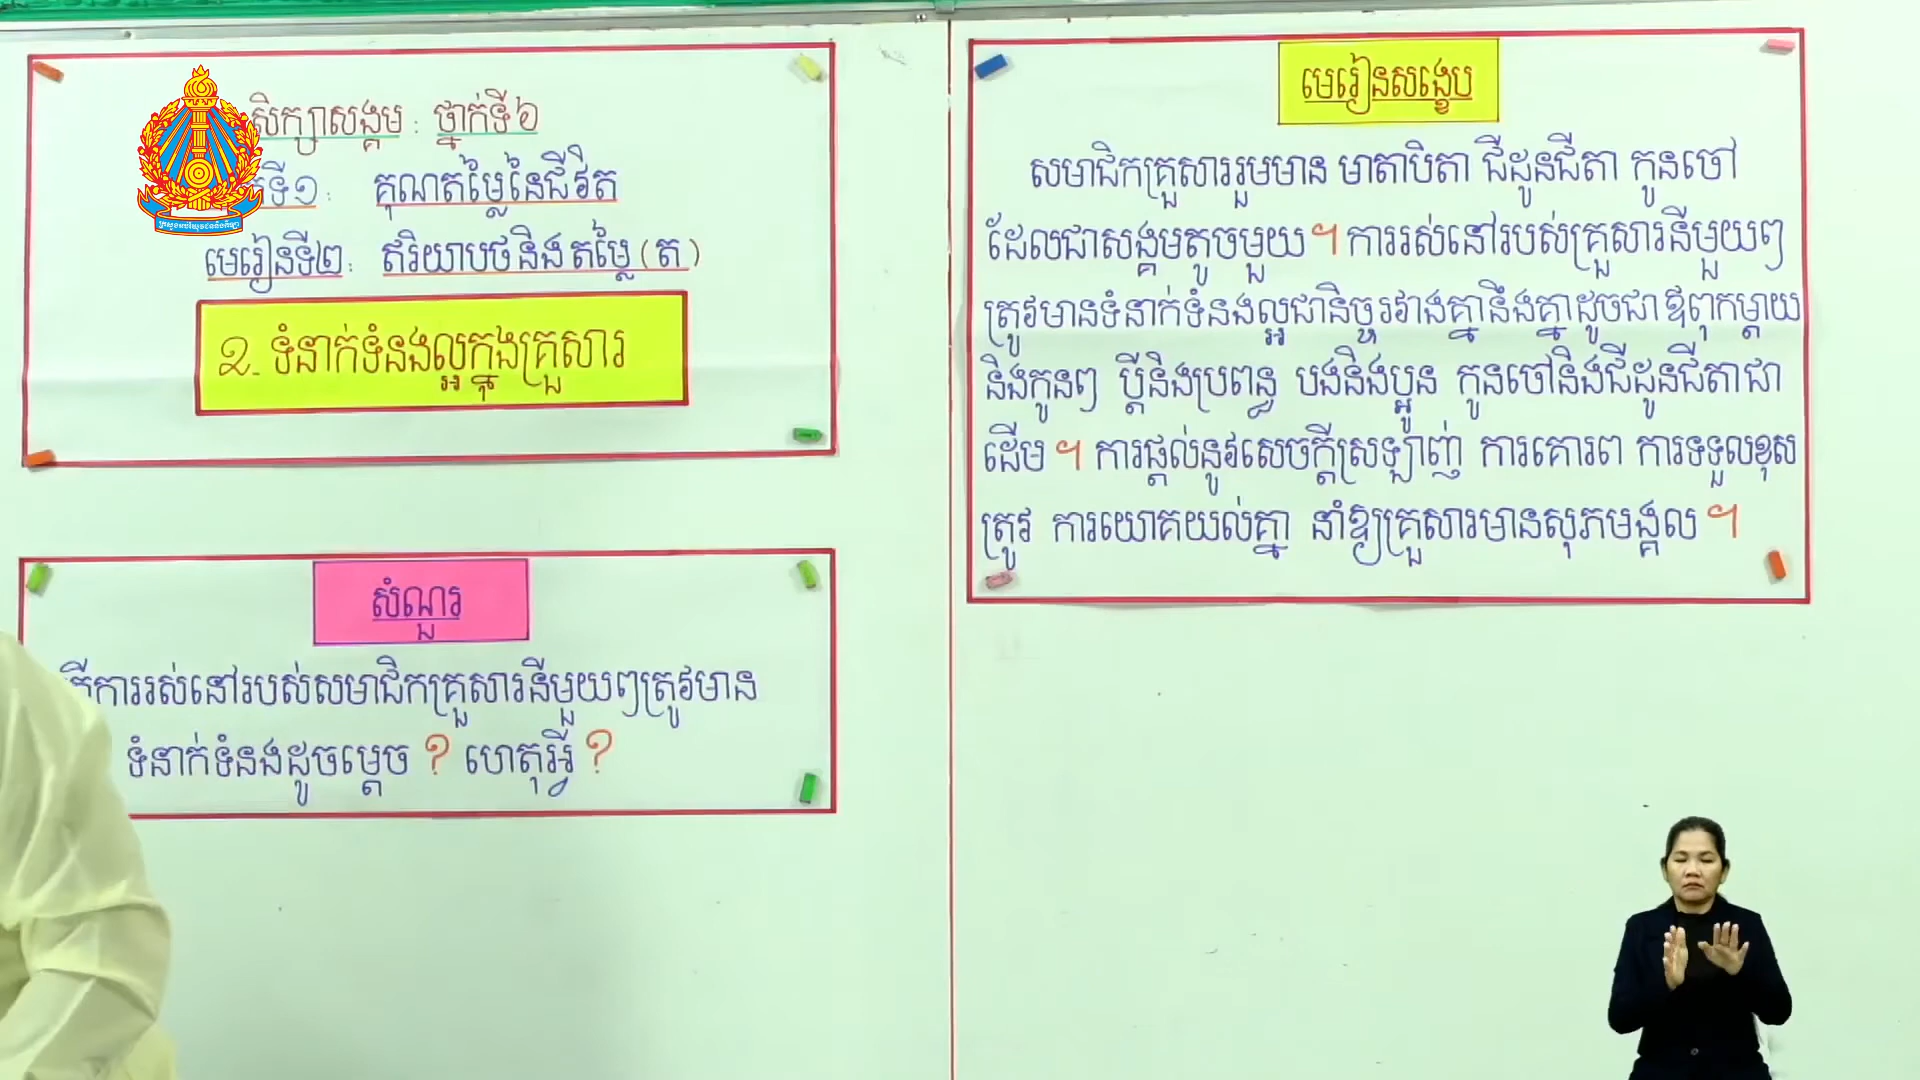 សិក្សាសង្គម : ថ្នាក់ទី៦
ទី១ : គុណតម្លៃនៃជីវិត
មេរៀនទី២ : ឥរិយាបថនិងតម្លៃ (ត)
២. ទំនាក់ទំនងល្អក្នុងគ្រួសារ
សំណួរ
តើការរស់នៅរបស់សមាជិកគ្រួសារនីមួយៗត្រូវមាន
ទំនាក់ទំនងដូចម្តេច ? ហេតុអ្វី ?
មេរៀនសង្ខេប
សមាជិកគ្រួសាររួមមាន មាតាបិតា ជីដូនជីតា កូនចៅ
ដែលជាសង្គមតូចមួយ ។ ការរស់នៅរបស់គ្រួសារនីមួយៗ
ត្រូវមានទំនាក់ទំនងល្អជានិច្ចរវាងគ្នានឹងគ្នាដូចជាឪពុកម្តាយ
និងកូនៗ ប្តីនិងប្រពន្ធ បងនិងប្អូន កូនចៅនិងជីដូនជីតាជា
ដើម ។ ការផ្តល់នូវសេចក្តីស្រឡាញ់ ការគោរព ការទទួលខុស
ត្រូវ ការយោគយល់គ្នា នាំឱ្យគ្រួសារមានសុភមង្គល ។